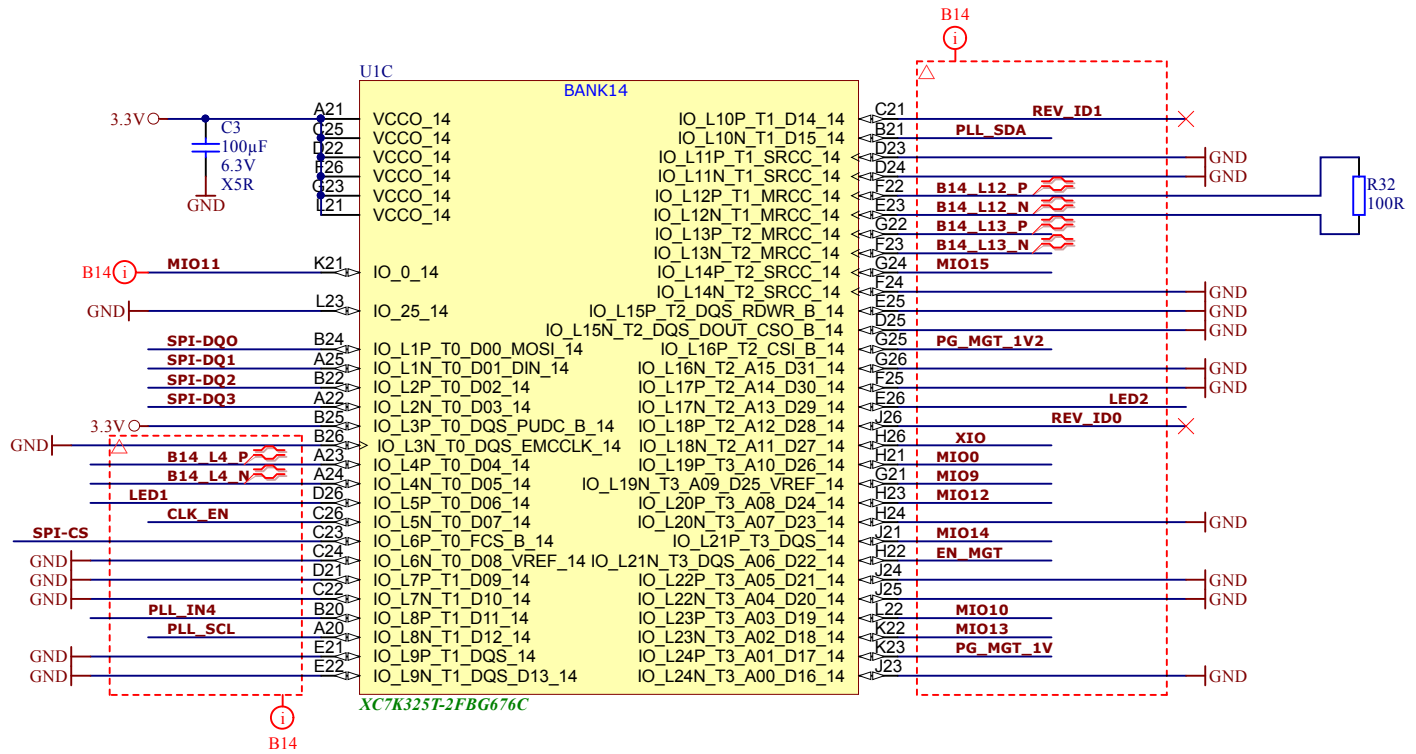 B14
i
U1C
BANK14
3.3V
C3
100µF
6.3V
X5R
GND
A21 VCCO_14
C25 VCCO_14
D22 VCCO_14
F26 VCCO_14
G23 VCCO_14
L21 VCCO_14
B14 i MIO11 K21 IO_0_14
GND L23 IO_25_14
SPI-DQ0 B24 IO_L1P_T0_D00_MOSI_14
SPI-DQ1 A25 IO_L1N_T0_D01_DIN_14
SPI-DQ2 B22 IO_L2P_T0_D02_14
SPI-DQ3 A22 IO_L2N_T0_D03_14
3.3V B25 IO_L3P_T0_DQS_PUDC_B_14
GND B26 IO_L3N_T0_DQS_EMCCLK_14
B14_L4_P A23 IO_L4P_T0_D04_14
B14_L4_N A24 IO_L4N_T0_D05_14
LED1 D26 IO_L5P_T0_D06_14
CLK_EN C26 IO_L5N_T0_D07_14
SPI-CS C23 IO_L6P_T0_FCS_B_14
GND C24 IO_L6N_T0_D08_VREF_14
GND D21 IO_L7P_T1_D09_14
GND C22 IO_L7N_T1_D10_14
PLL_IN4 B20 IO_L8P_T1_D11_14
PLL_SCL A20 IO_L8N_T1_D12_14
GND E21 IO_L9P_T1_DQS_14
GND E22 IO_L9N_T1_DQS_D13_14
IO_L10P_T1_D14_14 C21 REV_ID1
IO_L10N_T1_D15_14 B21 PLL_SDA
IO_L11P_T1_SRCC_14 D23 GND
IO_L11N_T1_SRCC_14 D24 GND
IO_L12P_T1_MRCC_14 F22 B14_L12_P
IO_L12N_T1_MRCC_14 E23 B14_L12_N
R32
100R
IO_L13P_T2_MRCC_14 G22 B14_L13_P
IO_L13N_T2_MRCC_14 F23 B14_L13_N
IO_L14P_T2_SRCC_14 G24 MIO15
IO_L14N_T2_SRCC_14 F24 GND
IO_L15P_T2_DQS_RDWR_B_14 E25 GND
IO_L15N_T2_DQS_DOUT_CSO_B_14 D25 GND
IO_L16P_T2_CSI_B_14 G25 PG_MGT_1V2
IO_L16N_T2_A15_D31_14 G26 GND
IO_L17P_T2_A14_D30_14 F25 GND
IO_L17N_T2_A13_D29_14 E26 LED2
IO_L18P_T2_A12_D28_14 J26 REV_ID0
IO_L18N_T2_A11_D27_14 H26 XIO
IO_L19P_T3_A10_D26_14 H21 MIO0
IO_L19N_T3_A09_D25_VREF_14 G21 MIO9
IO_L20P_T3_A08_D24_14 H23 MIO12
IO_L20N_T3_A07_D23_14 H24 GND
IO_L21P_T3_DQS_14 J21 MIO14
IO_L21N_T3_DQS_A06_D22_14 H22 EN_MGT
IO_L22P_T3_A05_D21_14 J24 GND
IO_L22N_T3_A04_D20_14 J25 GND
IO_L23P_T3_A03_D19_14 L22 MIO10
IO_L23N_T3_A02_D18_14 K22 MIO13
IO_L24P_T3_A01_D17_14 K23 PG_MGT_1V
IO_L24N_T3_A00_D16_14 J23 GND
XC7K325T-2FBG676C
i
B14